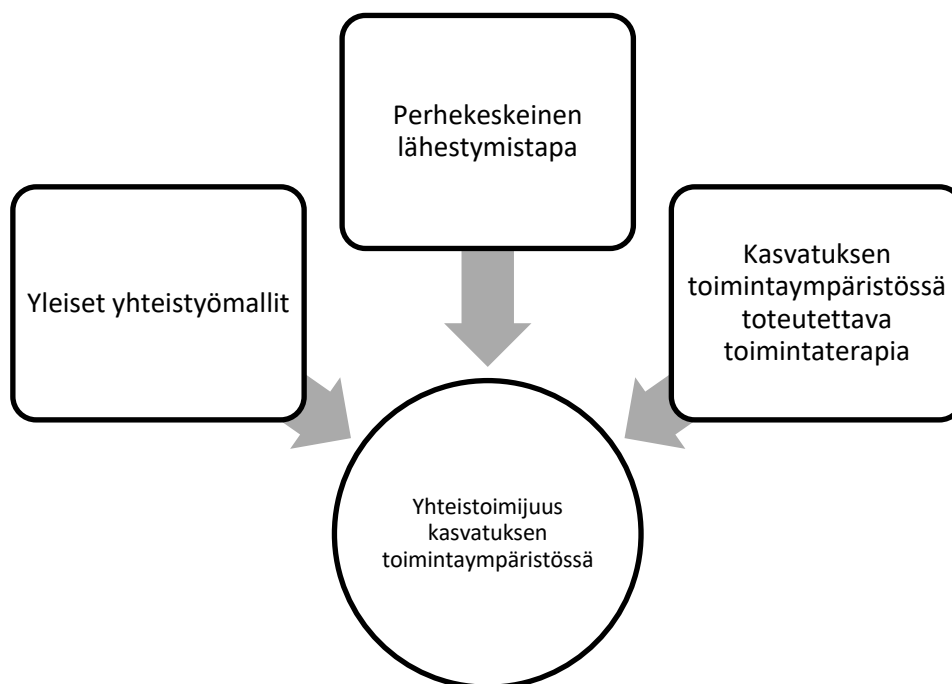 Perhekeskeinen
lähestymistapa
Yleiset yhteistyömallit
Kasvatuksen
toimintaympäristössä
toteutettava
toimintaterapia
Yhteistoimijuus
kasvatuksen
toimintaympäristössä